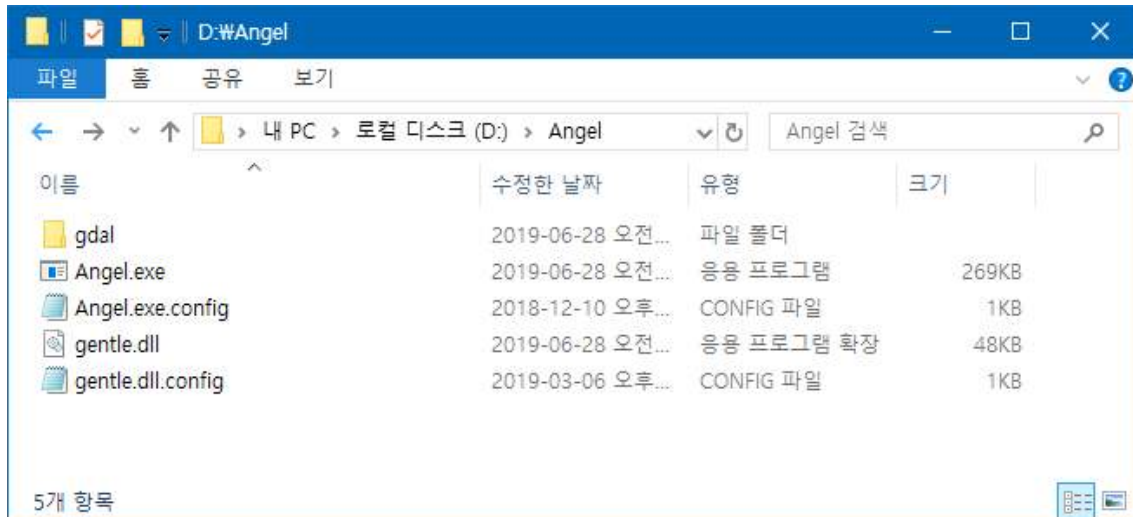 D:₩Angel
파일 홈 공유 보기
내 PC › 로컬 디스크 (D:) › Angel Angel 검색
이름 수정한 날짜 유형 크기
gdal 2019-06-28 오전... 파일 폴더
Angel.exe 2019-06-28 오전... 응용 프로그램 269KB
Angel.exe.config 2018-12-10 오후... CONFIG 파일 1KB
gentle.dll 2019-06-28 오전... 응용 프로그램 확장 48KB
gentle.dll.config 2019-03-06 오후... CONFIG 파일 1KB
5개 항목